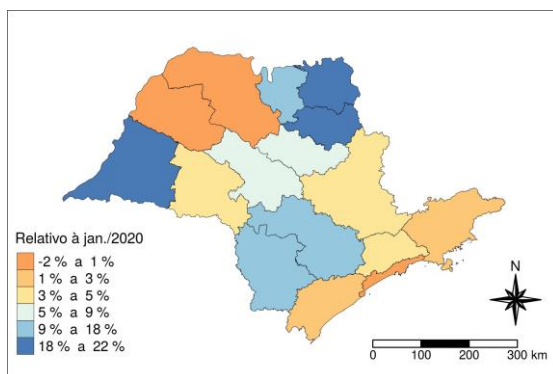 Relativo à jan./2020
-2 % a 1 %
1 % a 3 %
3 % a 5 %
5 % a 9 %
9 % a 18 %
18 % a 22 %
N
0 100 200 300 km